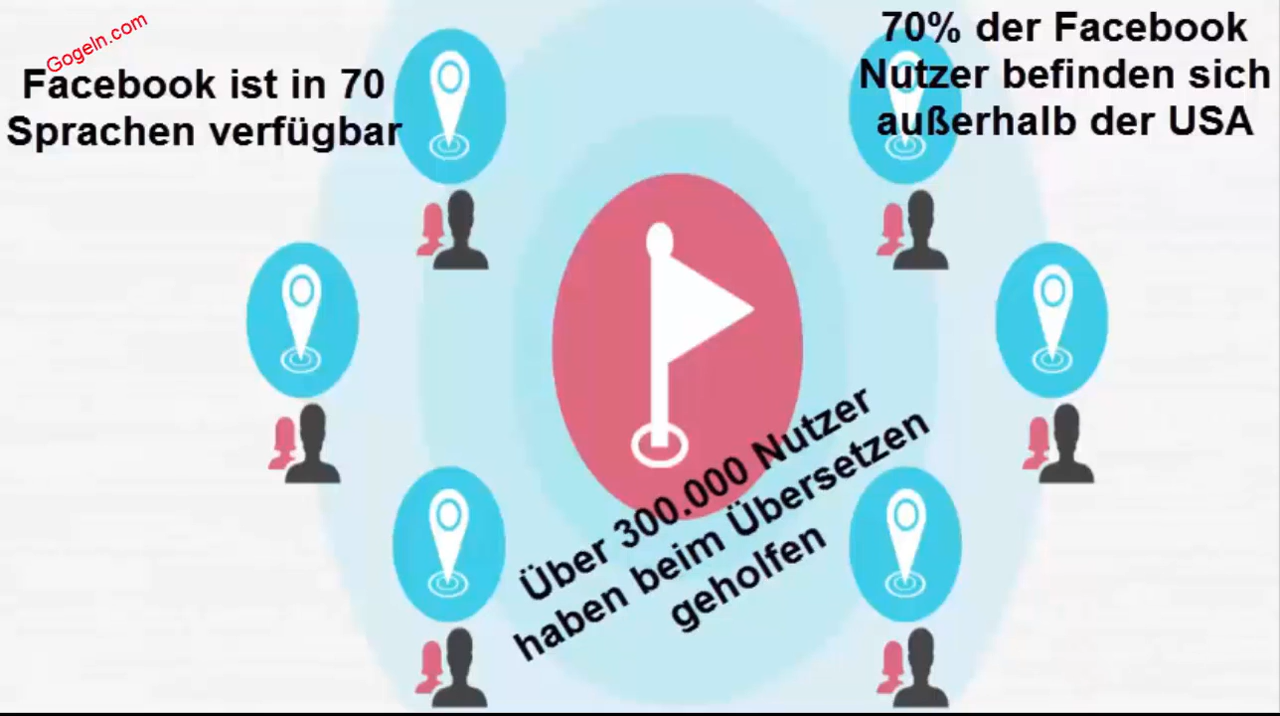 Gogeln.com
Facebook ist in 70
Sprachen verfügbar
70% der Facebook
Nutzer befinden sich
außerhalb der USA
Über 300.000 Nutzer
haben beim Übersetzen
geholfen